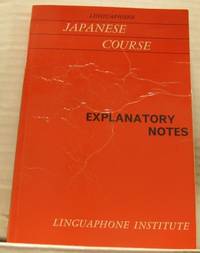 LINGUAPHONE
JAPANESE
COURSE
EXPLANATORY
NOTES
LINGUAPHONE INSTITUTE